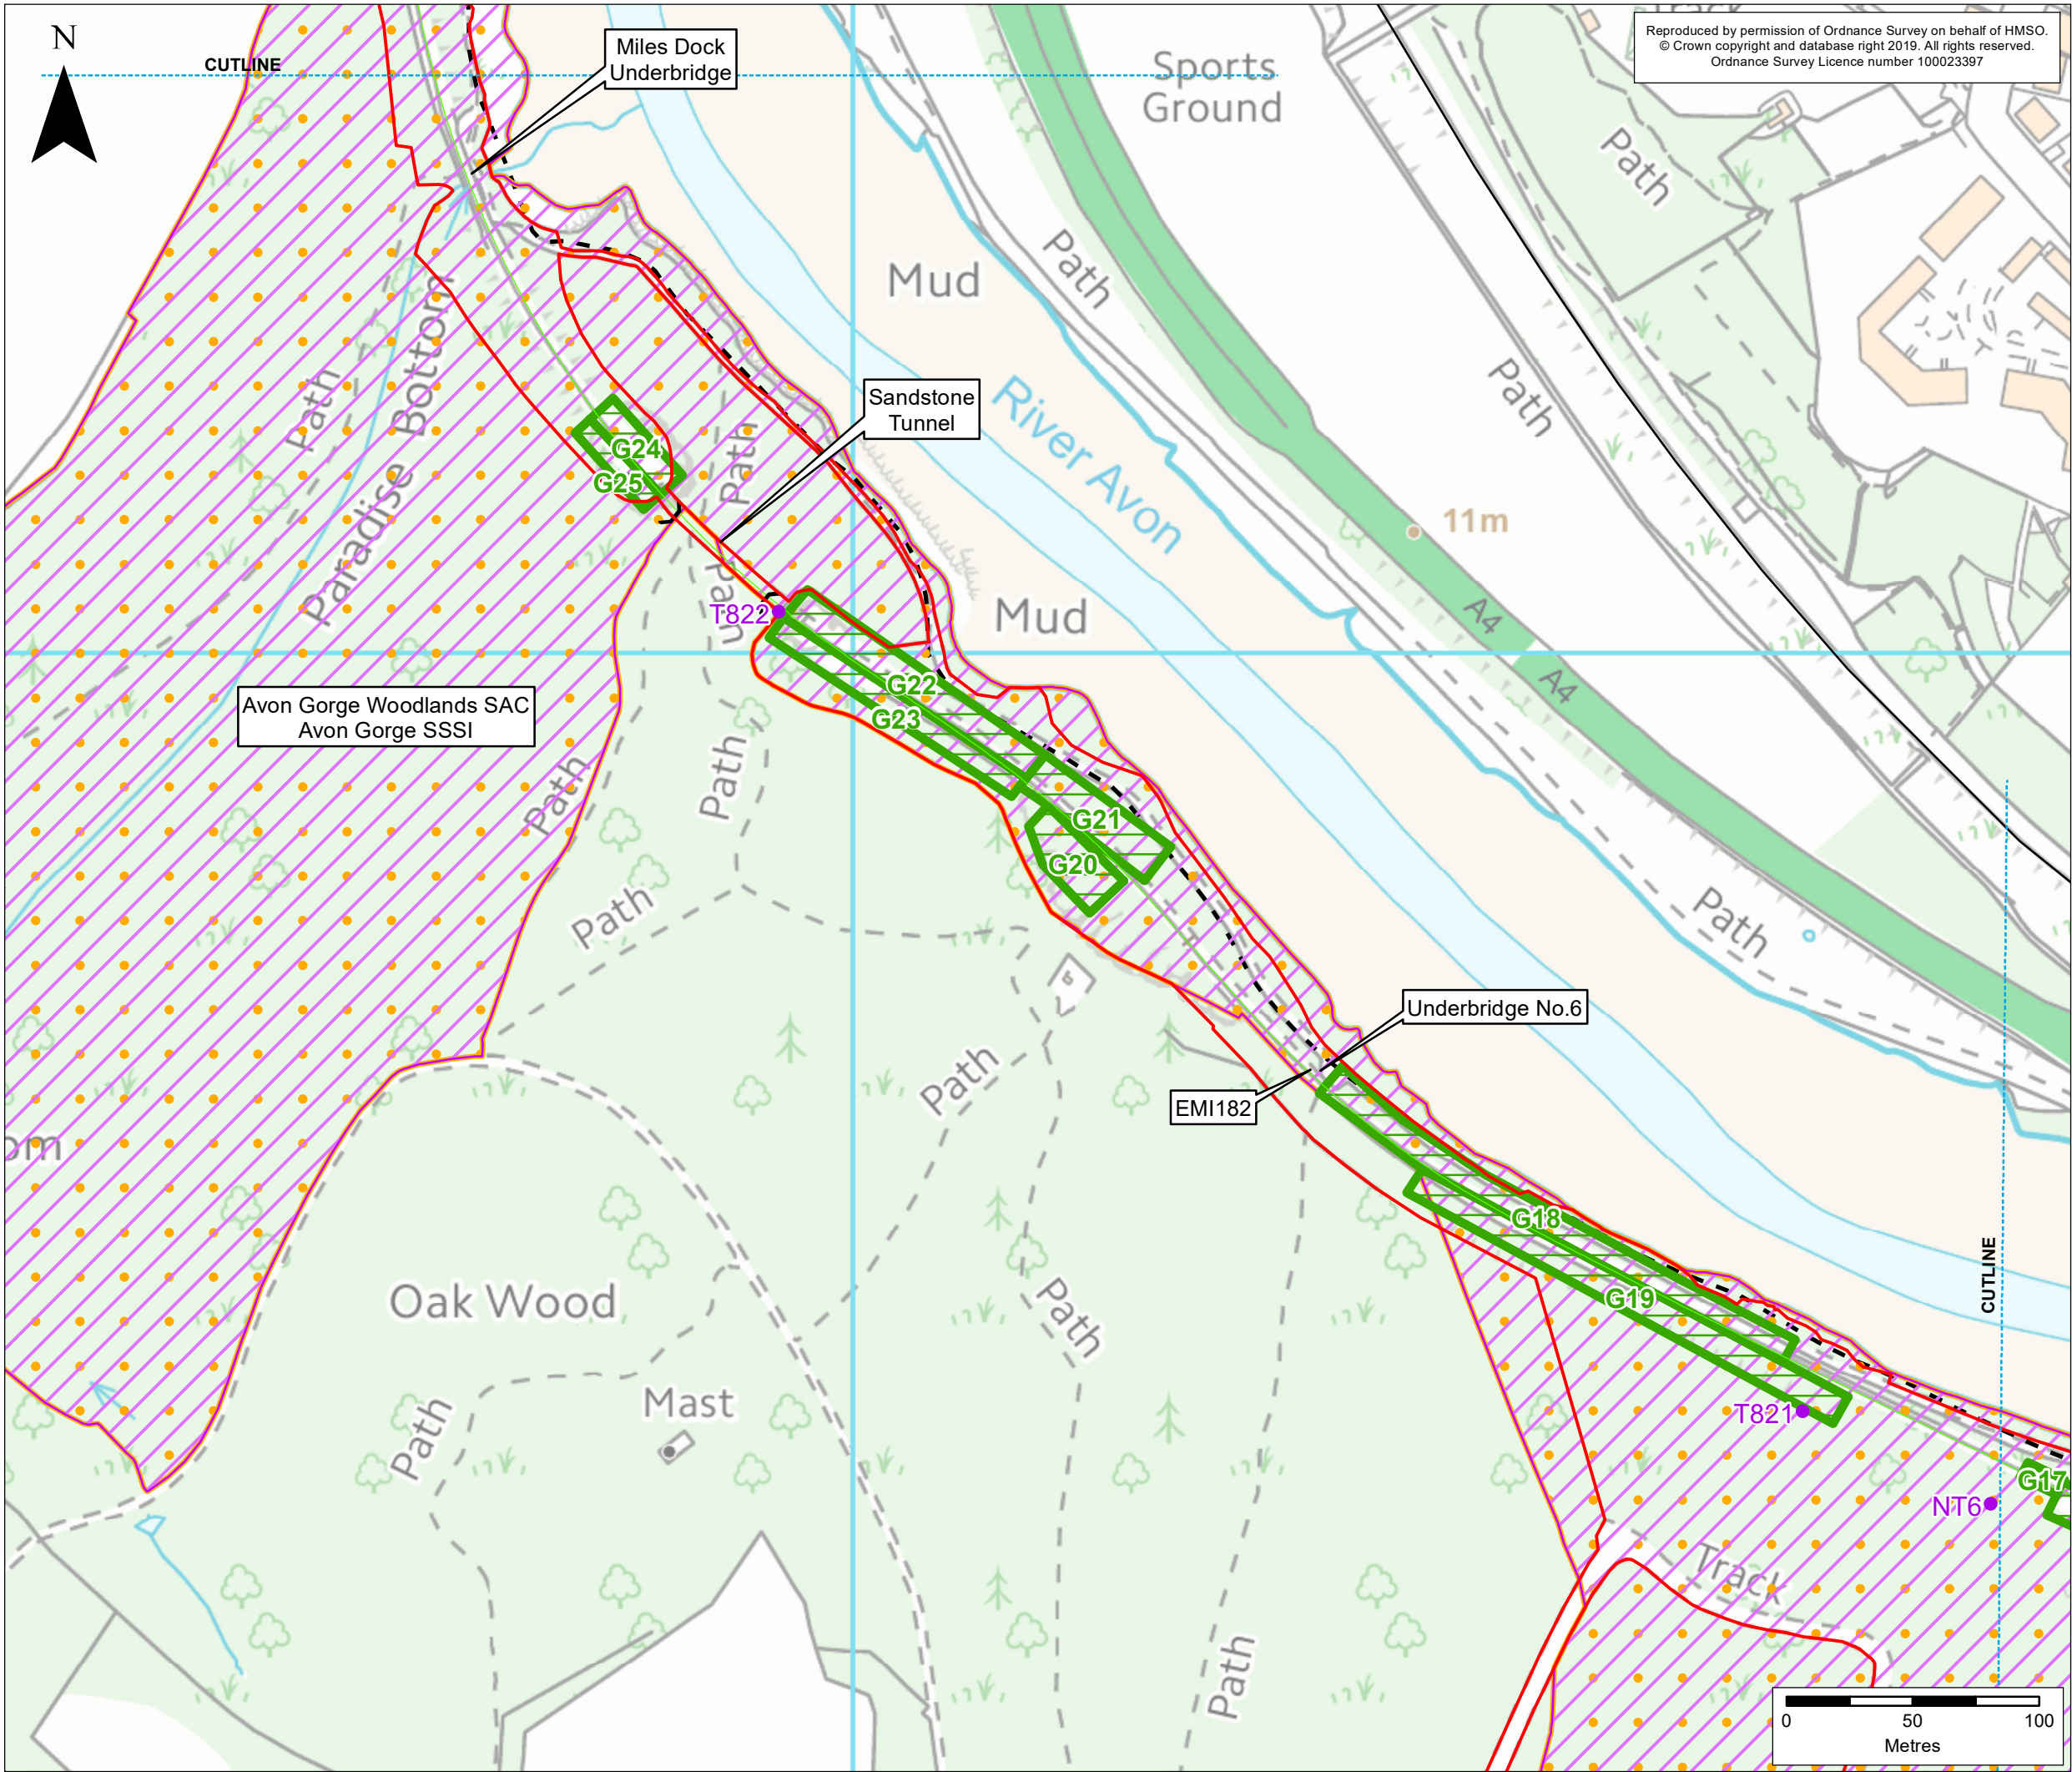 N
CUTLINE
Miles Dock
Underbridge
Sports
Ground
Track
Reproduced by permission of Ordnance Survey on behalf of HMSO.
© Crown copyright and database right 2019. All rights reserved.
Ordnance Survey Licence number 100023397
Path
Path
Mud
Path
Path
Paradise Bottom
Sandstone
Tunnel
River Avon
Path
G24
G25
11m
Path
T822
Mud
A4
A4
G22
G23
Avon Gorge Woodlands SAC
Avon Gorge SSSI
Path
Path
G21
G20
Path
Path
Underbridge No.6
Path
EMI182
om
G18
G19
CUTLINE
Oak Wood
Path
Mast
Path
T821
G17
NT6
Track
Path
0 50 100
Metres